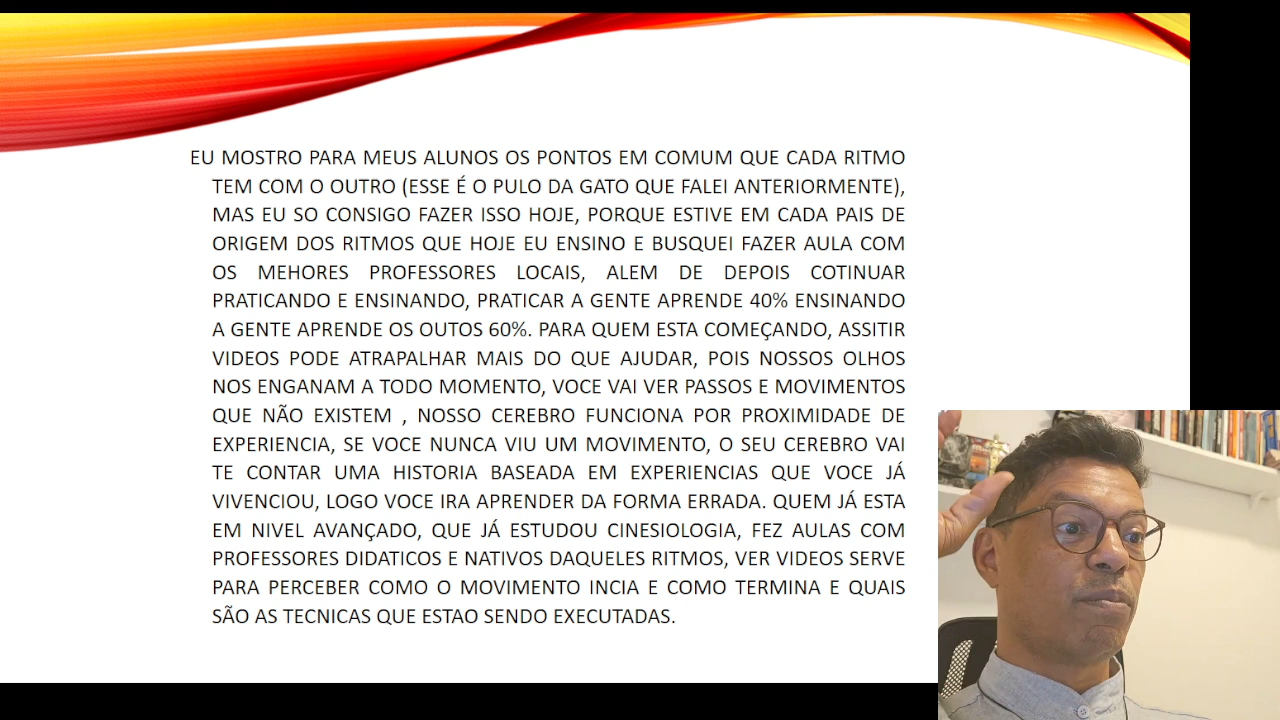 EU MOSTRO PARA MEUS ALUNOS OS PONTOS EM COMUM QUE CADA RITMO
TEM COM O OUTRO (ESSE É O PULO DA GATO QUE FALEI ANTERIORMENTE),
MAS EU SO CONSIGO FAZER ISSO HOJE, PORQUE ESTIVE EM CADA PAIS DE
ORIGEM DOS RITMOS QUE HOJE EU ENSINO E BUSQUEI FAZER AULA COM
OS MEHORES PROFESSORES LOCAIS, ALEM DE DEPOIS COTINUAR
PRATICANDO E ENSINANDO, PRATICAR A GENTE APRENDE 40% ENSINANDO
A GENTE APRENDE OS OUTOS 60%. PARA QUEM ESTA COMEÇANDO, ASSITIR
VIDEOS PODE ATRAPALHAR MAIS DO QUE AJUDAR, POIS NOSSOS OLHOS
NOS ENGANAM A TODO MOMENTO, VOCE VAI VER PASSOS E MOVIMENTOS
QUE NÃO EXISTEM , NOSSO CEREBRO FUNCIONA POR PROXIMIDADE DE
EXPERIENCIA, SE VOCE NUNCA VIU UM MOVIMENTO, O SEU CEREBRO VAI
TE CONTAR UMA HISTORIA BASEADA EM EXPERIENCIAS QUE VOCE JÁ
VIVENCIOU, LOGO VOCE IRA APRENDER DA FORMA ERRADA. QUEM JÁ ESTA
EM NIVEL AVANÇADO, QUE JÁ ESTUDOU CINESIOLOGIA, FEZ AULAS COM
PROFESSORES DIDATICOS E NATIVOS DAQUELES RITMOS, VER VIDEOS SERVE
PARA PERCEBER COMO O MOVIMENTO INCIA E COMO TERMINA E QUAIS
SÃO AS TECNICAS QUE ESTAO SENDO EXECUTADAS.